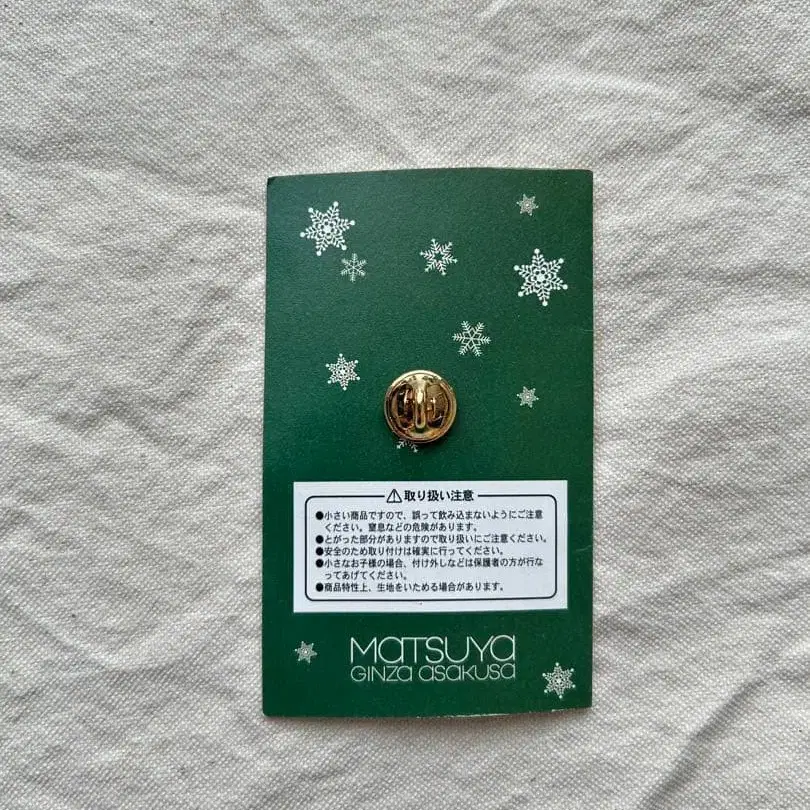 ⚠取り扱い注意
●小さい商品ですので、誤って飲み込まないようにご注意
ください。窒息などの危険があります。
●とがった部分がありますので取り扱いにご注意ください。
●安全のため取り付けは確実に行ってください。
●小さなお子様の場合、付け外しなどは保護者の方が行な
ってあげてください。
●商品特性上、生地をいためる場合があります。
MATSUYA
GINZA ASAKUSA